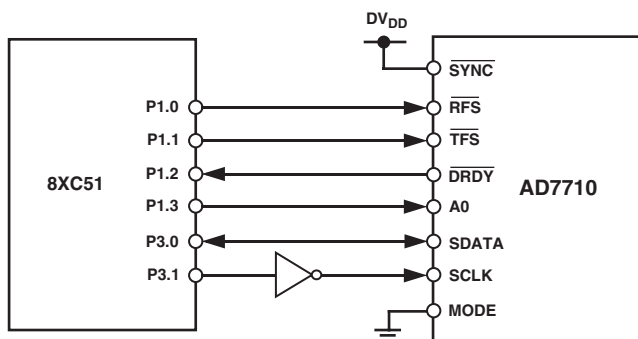 DVDD
SYNC
P1.0
RFS
P1.1
TFS
P1.2
DRDY
8XC51
AD7710
P1.3
A0
P3.0
SDATA
P3.1
SCLK
MODE